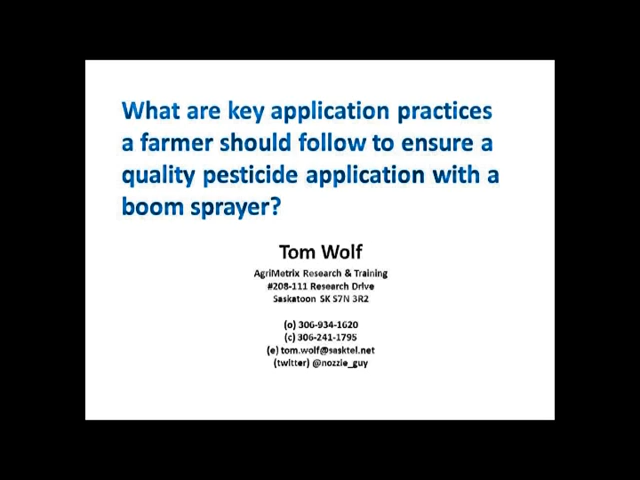 What are key application practices
a farmer should follow to ensure a
quality pesticide application with a
boom sprayer?
Tom Wolf
AgriMetrix Research & Training
#208-111 Research Drive
Saskatoon SK S7N 3R2
(o) 306-934-1620
(c) 306-241-1795
(e) tom.wolf@sasktel.net
(twitter) @nozzle_guy